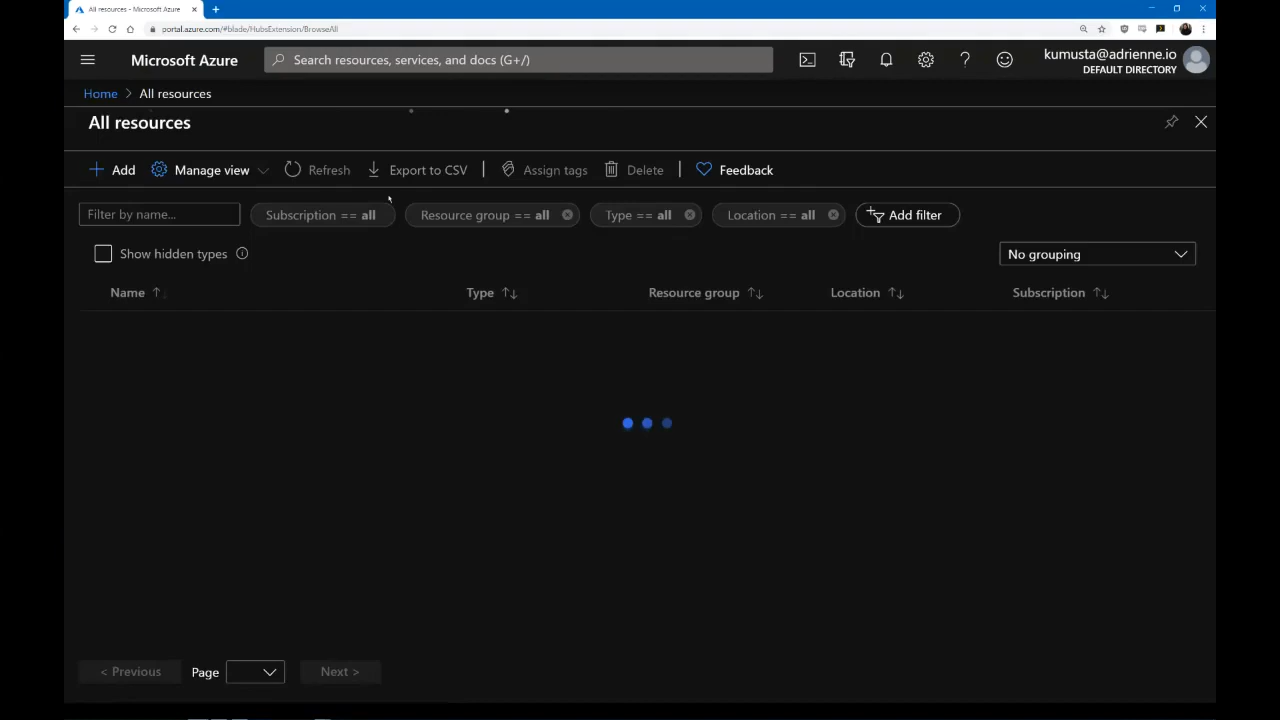 All resources - Microsoft Azure
portal.azure.com/#blade/HubsExtension/BrowseAll
Microsoft Azure
Search resources, services, and docs (G+/)
kumusta@adrienne.io
DEFAULT DIRECTORY
Home > All resources
All resources
Add
Manage view
Refresh
Export to CSV
Assign tags
Delete
Feedback
Filter by name...
Subscription == all
Resource group == all
Type == all
Location == all
Add filter
Show hidden types
No grouping
Name
Type
Resource group
Location
Subscription
< Previous
Page
Next >